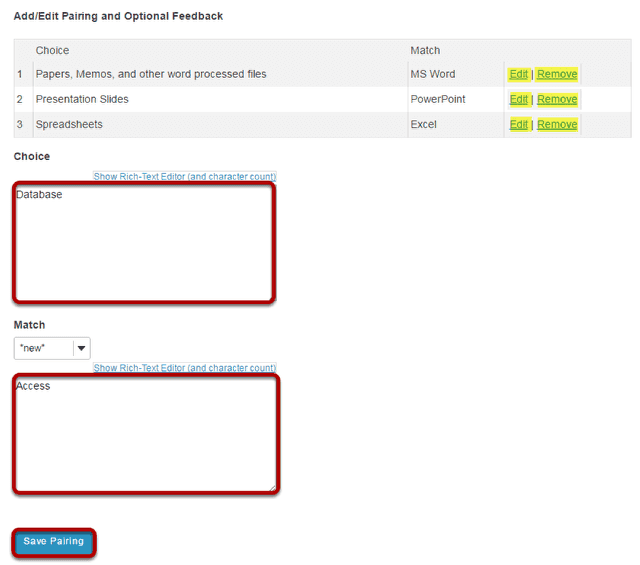 Add/Edit Pairing and Optional Feedback
Choice Match
1 Papers, Memos, and other word processed files MS Word Edit | Remove
2 Presentation Slides PowerPoint Edit | Remove
3 Spreadsheets Excel Edit | Remove
Choice
Show Rich-Text Editor (and character count)
Database
Match
*new*
Show Rich-Text Editor (and character count)
Access
Save Pairing